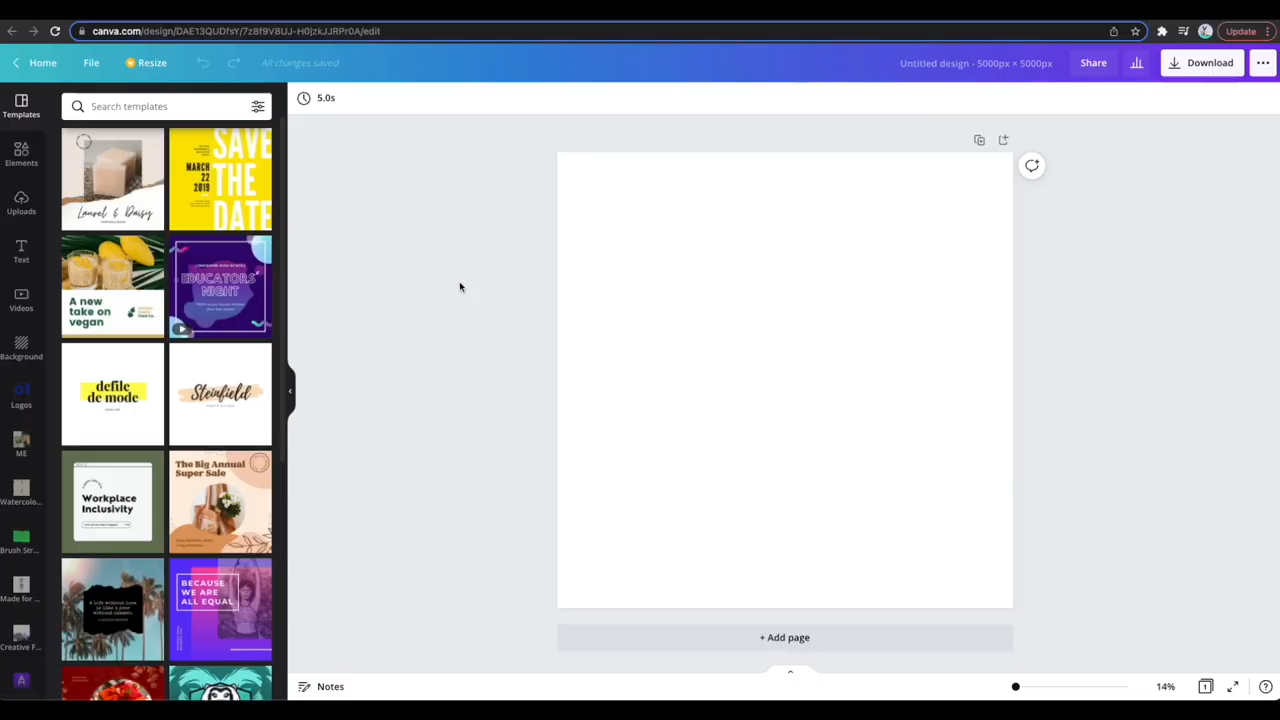 canva.com/design/DAE13QUDfsY/7zBf9V8UJ-H0jzkJJRPr0A/edit
Update
Home
File
Resize
All changes saved
Untitled design - 5000px × 5000px
Share
Download
Templates
Elements
Uploads
Text
Videos
Background
Logos
ME
Watercolo...
Brush Str...
Made for ...
Creative F...
Search templates
5.0s
Laurel & Daisy
SAVE
THE
DATE
MARCH
22
2019
A new
take on
vegan
EDUCATORS'
NIGHT
defile
de mode
Steinfield
Workplace
Inclusivity
The Big Annual
Super Sale
BECAUSE
WE ARE
ALL EQUAL
+ Add page
Notes
14%
1